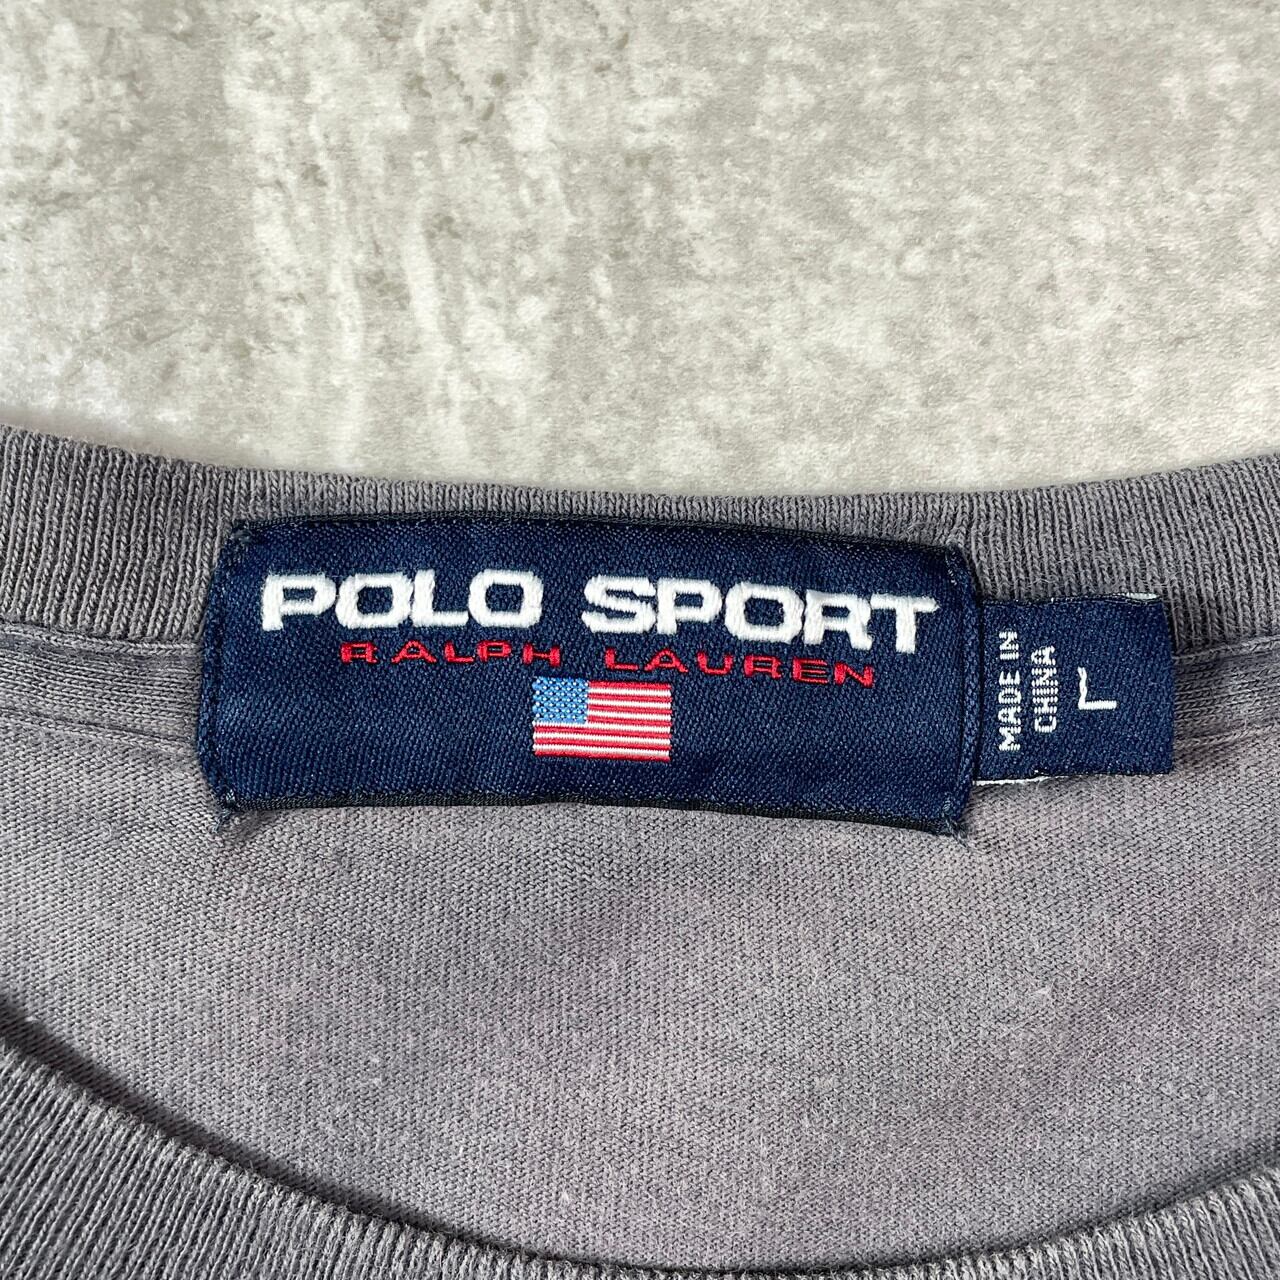 POLO SPORT
RALPH LAUREN
MADE IN
CHINA
L